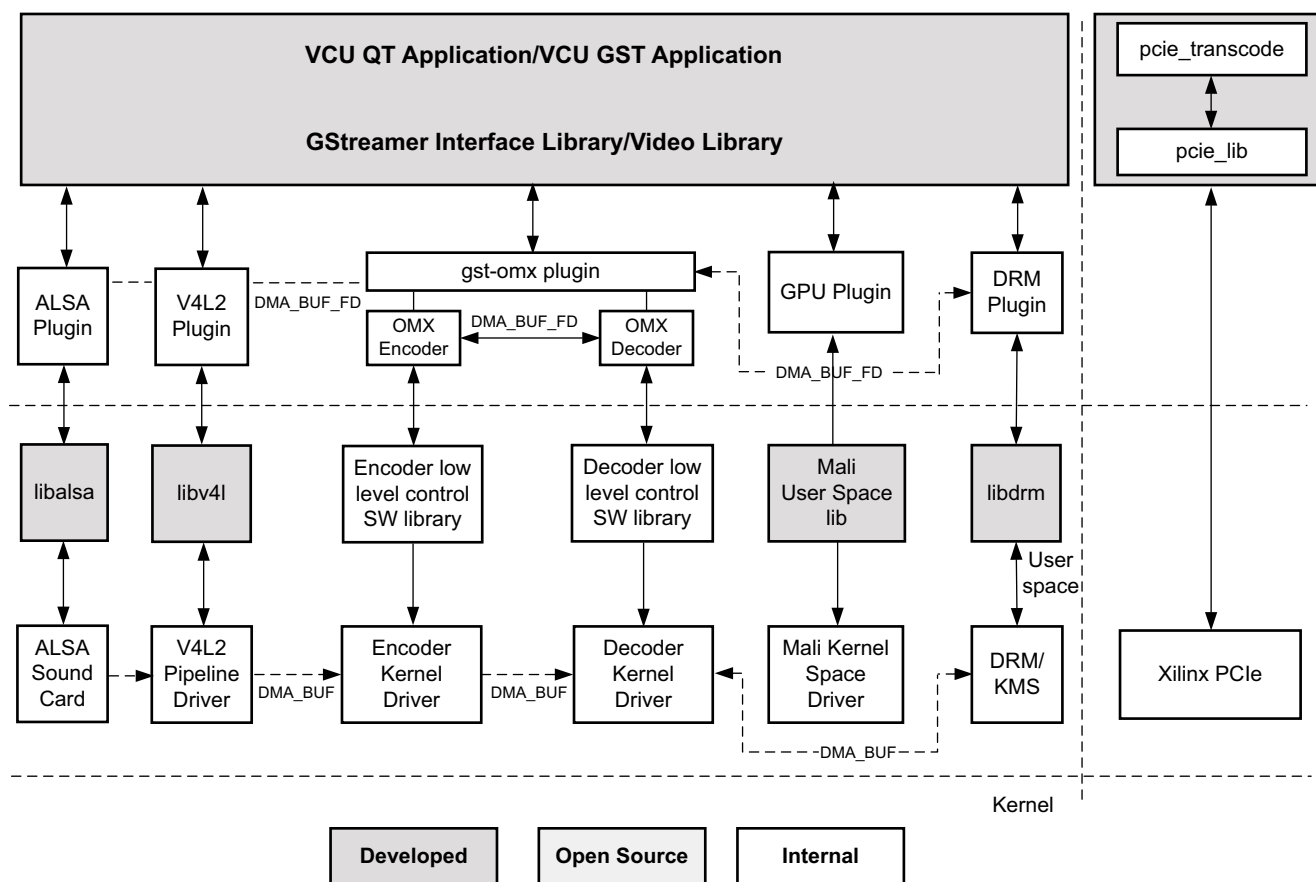 VCU QT Application/VCU GST Application
GStreamer Interface Library/Video Library
pcie_transcode
pcie_lib
ALSA
Plugin
V4L2
Plugin
DMA_BUF_FD
gst-omx plugin
OMX
Encoder
DMA_BUF_FD
OMX
Decoder
GPU Plugin
DRM
Plugin
DMA_BUF_FD
libalsa
libv4l
Encoder low
level control
SW library
Decoder low
level control
SW library
Mali
User Space
lib
libdrm
User
space
ALSA
Sound
Card
V4L2
Pipeline
Driver
DMA_BUF
Encoder
Kernel
Driver
DMA_BUF
Decoder
Kernel
Driver
Mali Kernel
Space
Driver
DRM/
KMS
Xilinx PCIe
DMA_BUF
Kernel
Developed
Open Source
Internal